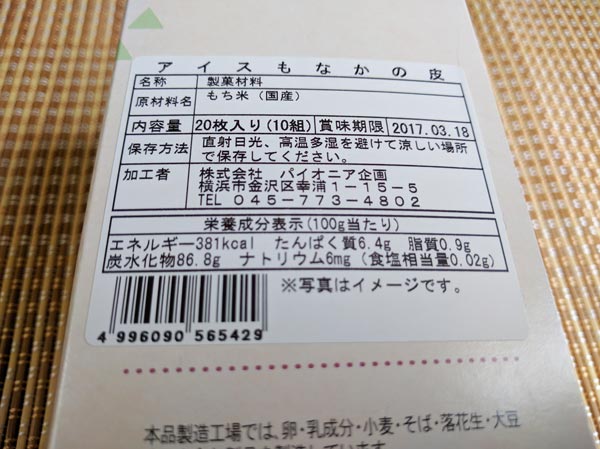 アイスもなかの皮
名称 製菓材料
原材料名 もち米（国産）
内容量 20枚入り(10組) 賞味期限 2017.03.18
保存方法 直射日光、高温多湿を避けて涼しい場所
で保存してください。
加工者 株式会社 パイオニア企画
横浜市金沢区幸浦1-15-5
TEL 045-773-4802
栄養成分表示(100g当たり)
エネルギー381kcal たんぱく質6.4g 脂質0.9g
炭水化物86.8g ナトリウム6mg (食塩相当量0.02g)
※写真はイメージです。
4 996090 565429
本品製造工場では、卵・乳成分・小麦・そば・落花生・大豆